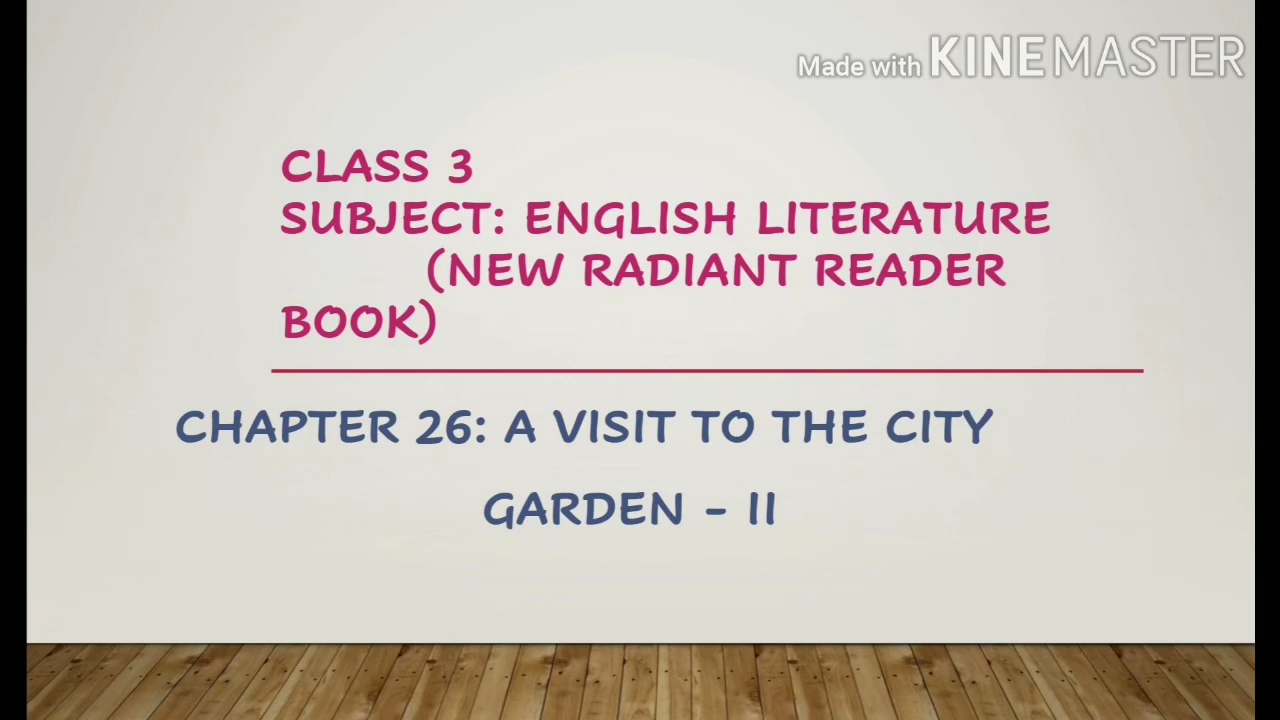 Made with KINEMASTER
CLASS 3
SUBJECT: ENGLISH LITERATURE
(NEW RADIANT READER
BOOK)
CHAPTER 26: A VISIT TO THE CITY
GARDEN - II